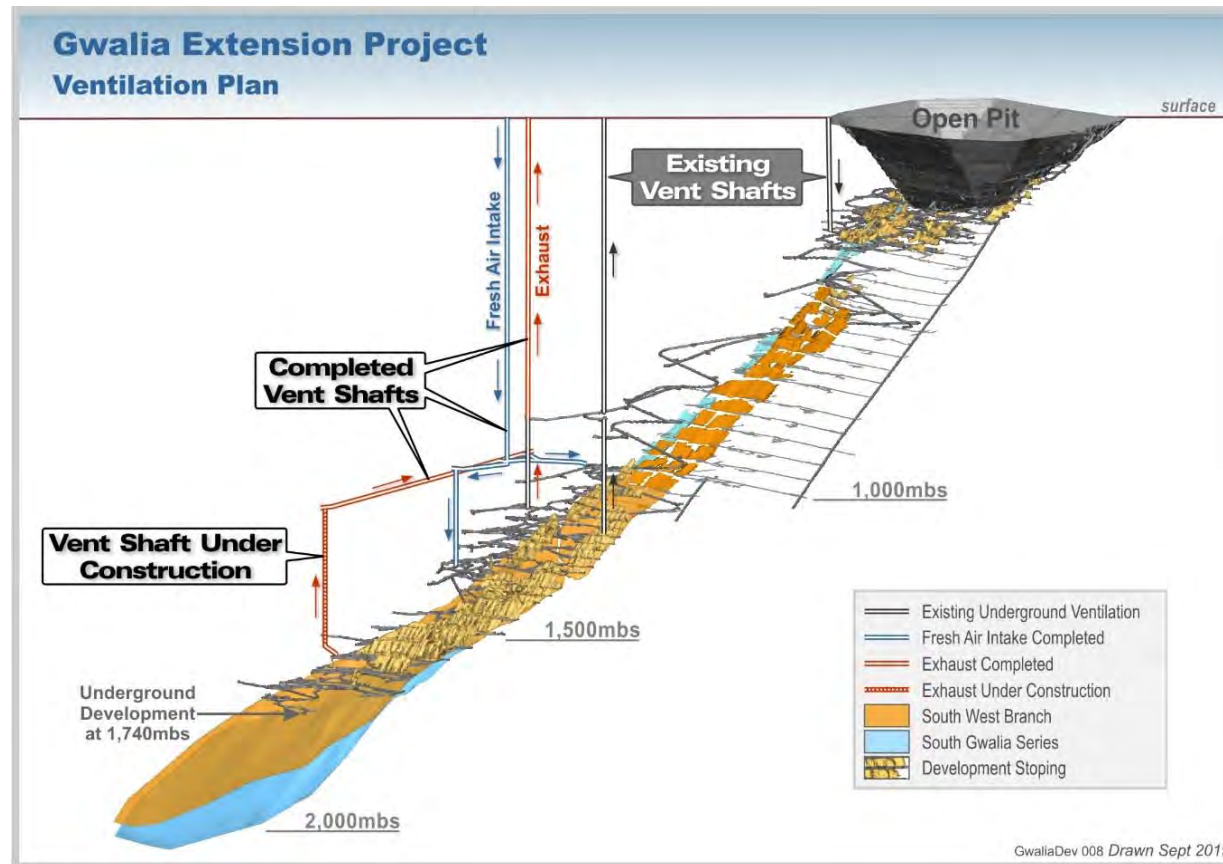 Gwalia Extension Project
Ventilation Plan
surface
Open Pit
Existing
Vent Shafts
Fresh Air Intake
Exhaust
Completed
Vent Shafts
1,000mbs
Vent Shaft Under
Construction
1,500mbs
Underground
Development
at 1,740mbs
2,000mbs
Existing Underground Ventilation
Fresh Air Intake Completed
Exhaust Completed
Exhaust Under Construction
South West Branch
South Gwalia Series
Development Stoping
GwaliaDev 008 Drawn Sept